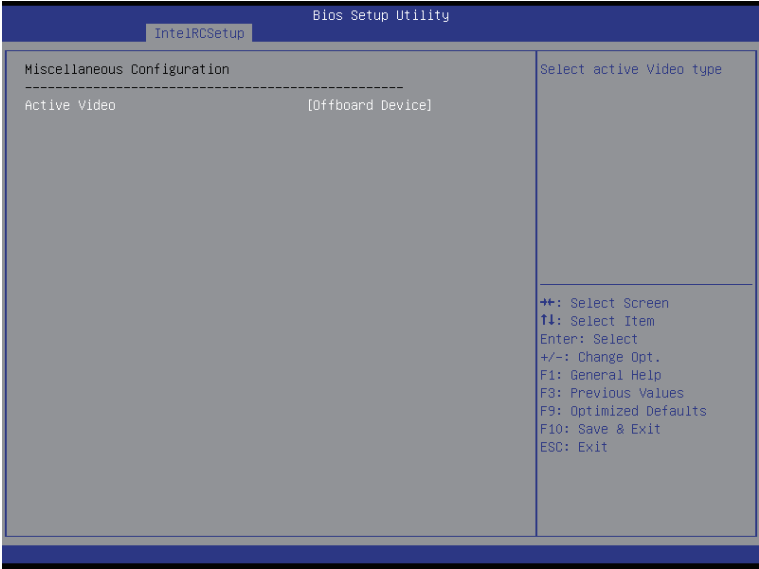 Bios Setup Utility
IntelRCSetup
Miscellaneous Configuration
--------------------------------------------------
Active Video [Offboard Device]
Select active Video type
→←: Select Screen
↑↓: Select Item
Enter: Select
+/-: Change Opt.
F1: General Help
F3: Previous Values
F9: Optimized Defaults
F10: Save & Exit
ESC: Exit